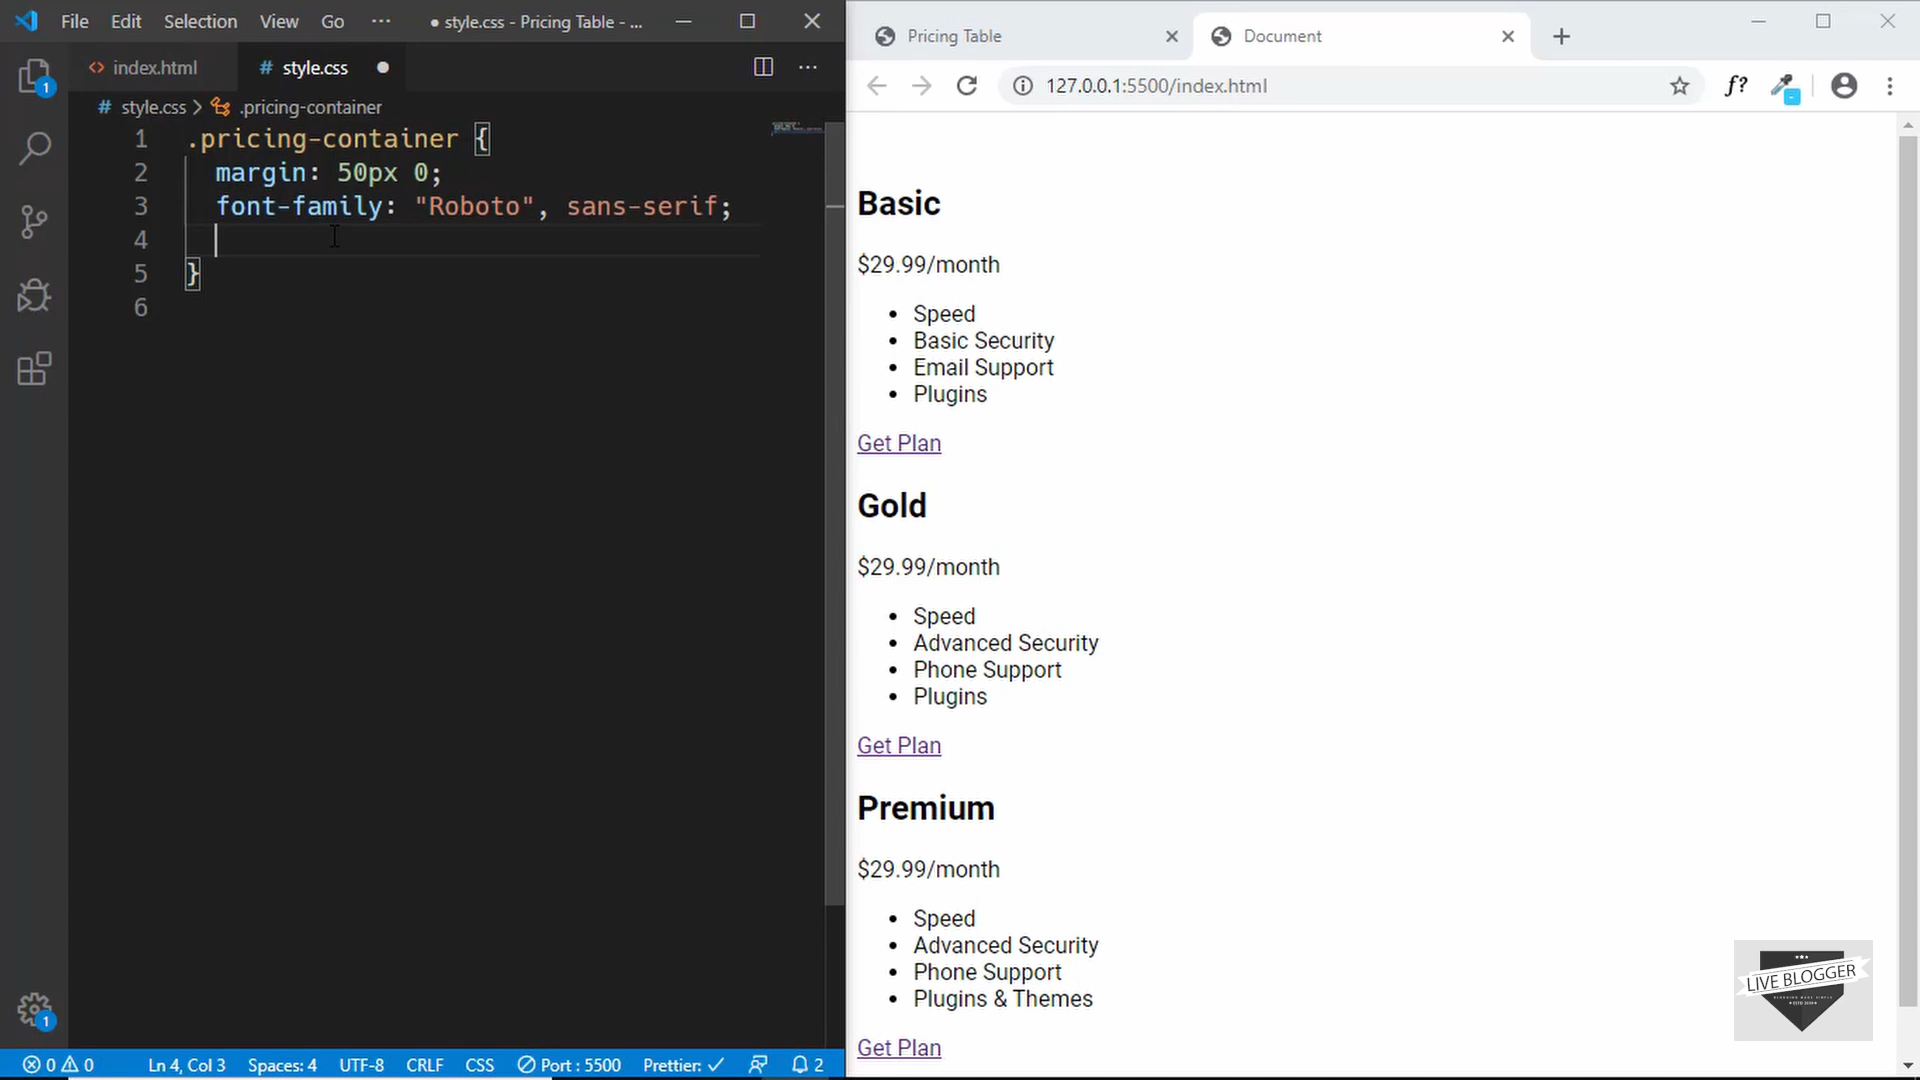 File Edit Selection View Go ··· ● style.css - Pricing Table - ...
index.html
# style.css ●
# style.css > .pricing-container
1 .pricing-container {
2 margin: 50px 0;
3 font-family: "Roboto", sans-serif;
4
5 }
6
1
1
0 0 Ln 4, Col 3 Spaces: 4 UTF-8 CRLF CSS Port : 5500 Prettier: ✓ 2
Pricing Table
Document
127.0.0.1:5500/index.html
f?
Basic
$29.99/month
• Speed
• Basic Security
• Email Support
• Plugins
Get Plan
Gold
$29.99/month
• Speed
• Advanced Security
• Phone Support
• Plugins
Get Plan
Premium
$29.99/month
• Speed
• Advanced Security
• Phone Support
• Plugins & Themes
Get Plan
LIVE BLOGGER